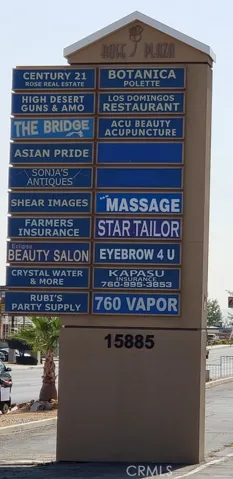 ROSE PLAZA
CENTURY 21
ROSE REAL ESTATE
BOTANICA
POLETTE
HIGH DESERT
GUNS & AMO
LOS DOMINGOS
RESTAURANT
THE BRIDGE
ACU BEAUTY
ACUPUNCTURE
ASIAN PRIDE
SONJA'S
ANTIQUES
SHEAR IMAGES
MASSAGE
FARMERS
INSURANCE
STAR TAILOR
Eclipse
BEAUTY SALON
EYEBROW 4 U
CRYSTAL WATER
& MORE
KAPASU
INSURANCE
760-995-3853
RUBI'S
PARTY SUPPLY
760 VAPOR
15885
CRMLS